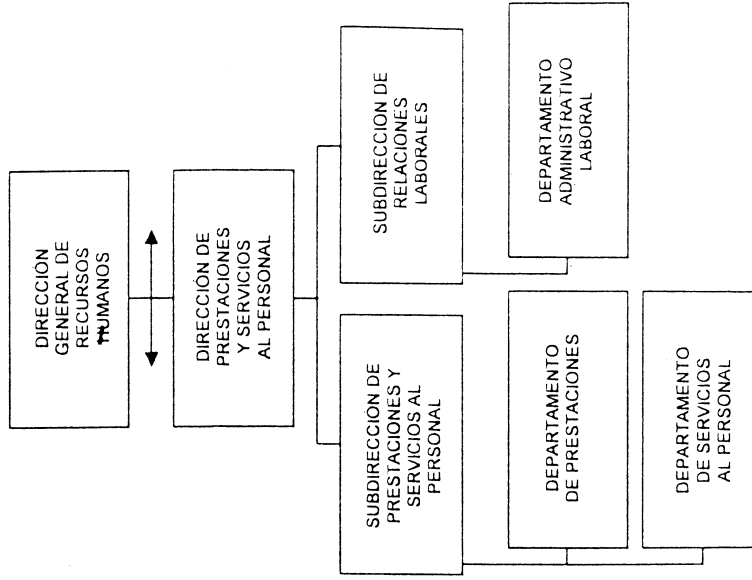 DIRECCIÓN
GENERAL DE
RECURSOS
HUMANOS
DIRECCIÓN DE
PRESTACIONES
Y SERVICIOS
AL PERSONAL
SUBDIRECCIÓN DE
PRESTACIONES Y
SERVICIOS AL
PERSONAL
SUBDIRECCION DE
RELACIONES
LABORALES
DEPARTAMENTO
DE PRESTACIONES
DEPARTAMENTO
DE SERVICIOS
AL PERSONAL
DEPARTAMENTO
ADMINISTRATIVO
LABORAL